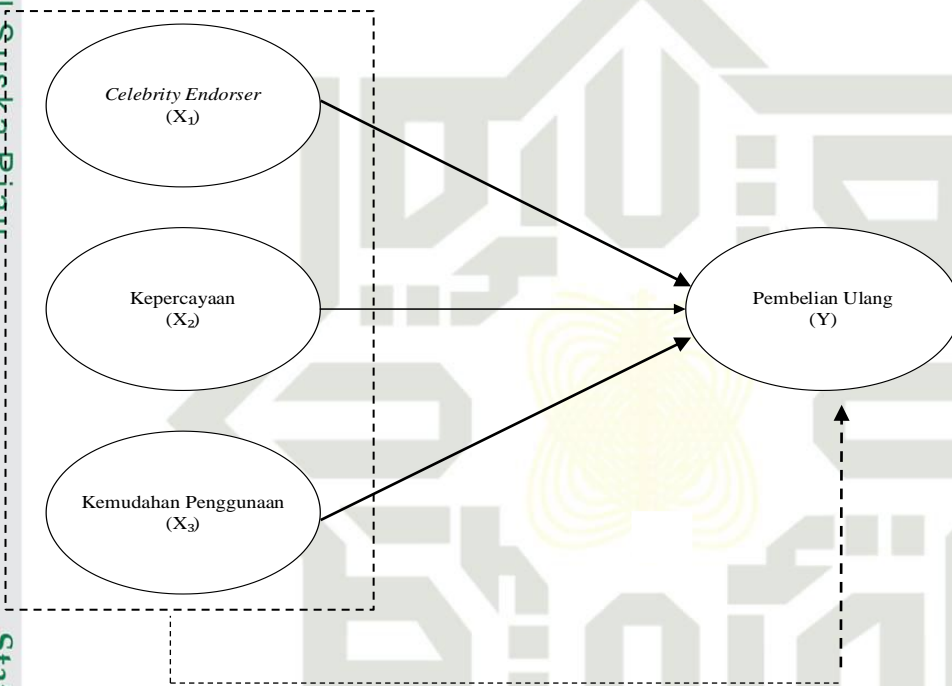 Celebrity Endorser
(X₁)
Kepercayaan
(X₂)
Kemudahan Penggunaan
(X₃)
Pembelian Ulang
(Y)